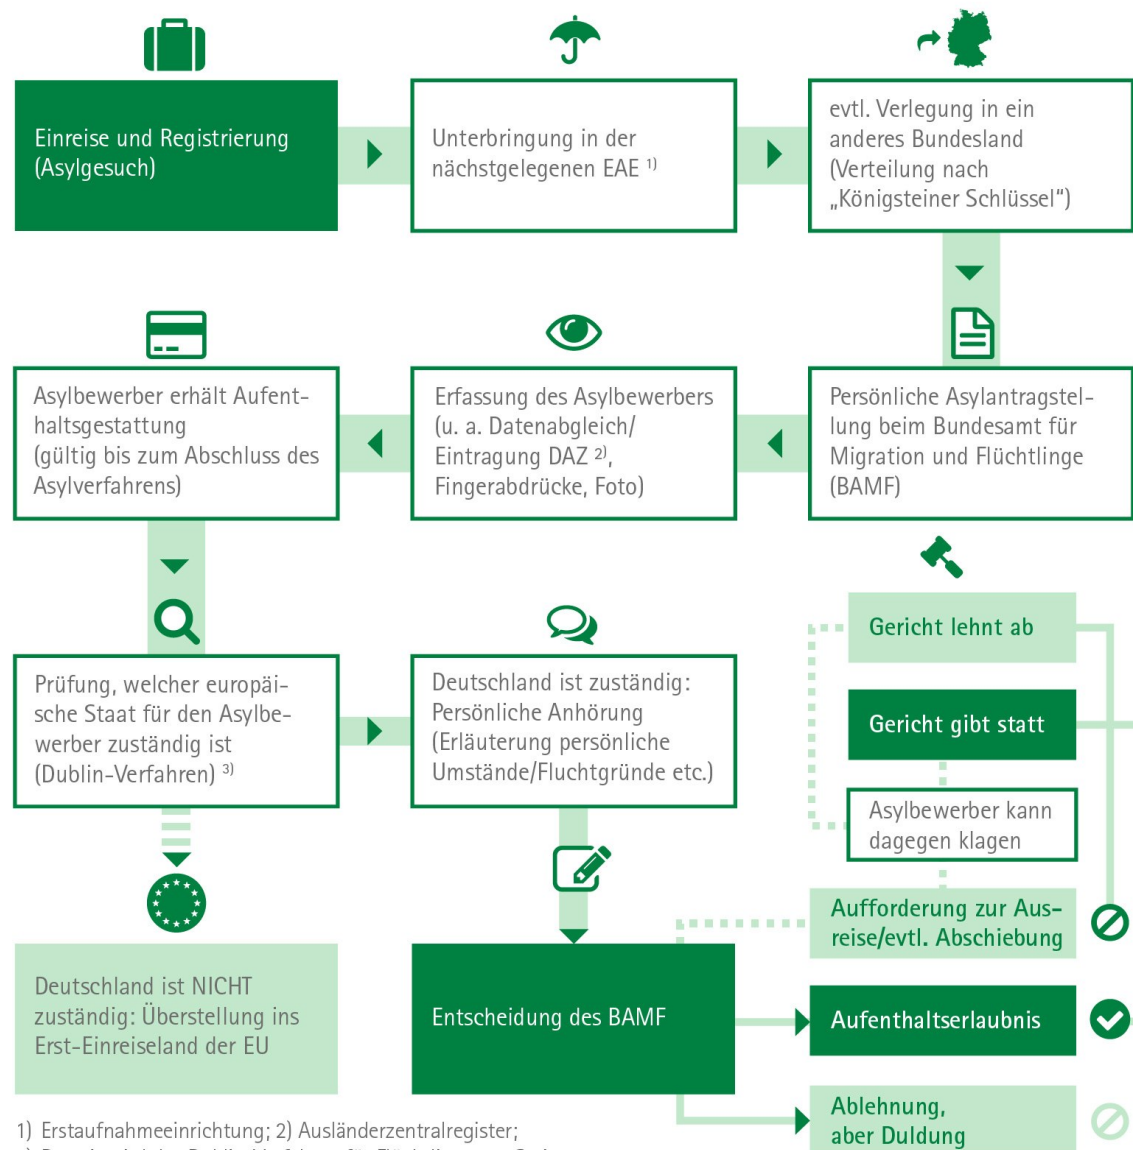 Einreise und Registrierung
(Asylgesuch)
Unterbringung in der
nächstgelegenen EAE 1)
evtl. Verlegung in ein
anderes Bundesland
(Verteilung nach
„Königsteiner Schlüssel“)
Persönliche Asylantragstel-
lung beim Bundesamt für
Migration und Flüchtlinge
(BAMF)
Erfassung des Asylbewerbers
(u. a. Datenabgleich/
Eintragung DAZ 2),
Fingerabdrücke, Foto)
Asylbewerber erhält Aufent-
haltsgestattung
(gültig bis zum Abschluss des
Asylverfahrens)
Prüfung, welcher europäi-
sche Staat für den Asylbe-
werber zuständig ist
(Dublin-Verfahren) 3)
Deutschland ist zuständig:
Persönliche Anhörung
(Erläuterung persönliche
Umstände/Fluchtgründe etc.)
Deutschland ist NICHT
zuständig: Überstellung ins
Erst-Einreiseland der EU
Entscheidung des BAMF
Gericht lehnt ab
Gericht gibt statt
Asylbewerber kann
dagegen klagen
Aufforderung zur Aus-
reise/evtl. Abschiebung
Aufenthaltserlaubnis
Ablehnung,
aber Duldung
1) Erstaufnahmeeinrichtung; 2) Ausländerzentralregister;